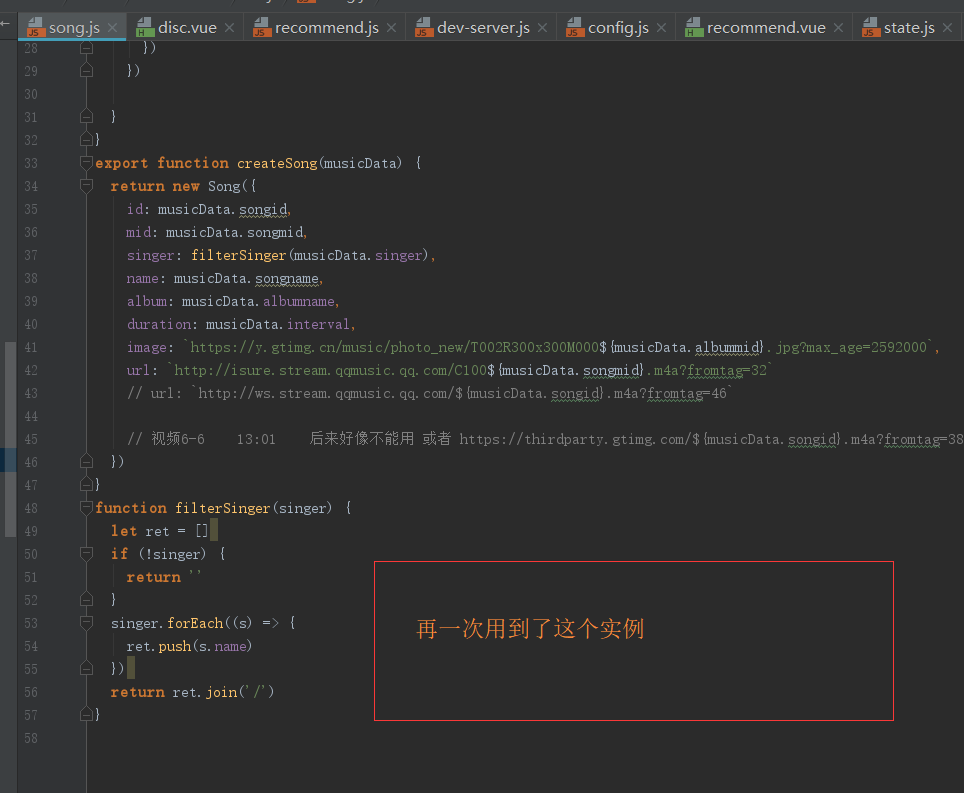 song.js disc.vue recommend.js dev-server.js config.js recommend.vue state.js
28 })
29 })
30
31 }
32 }
33 export function createSong(musicData) {
34 return new Song({
35 id: musicData.songid,
36 mid: musicData.songmid,
37 singer: filterSinger(musicData.singer),
38 name: musicData.songname,
39 album: musicData.albumname,
40 duration: musicData.interval,
41 image: `https://y.gtimg.cn/music/photo_new/T002R300x300M000${musicData.albummid}.jpg?max_age=2592000`,
42 url: `http://isure.stream.qqmusic.qq.com/C100${musicData.songmid}.m4a?fromtag=32`
43 // url: `http://ws.stream.qqmusic.qq.com/${musicData.songid}.m4a?fromtag=46`
44
45 // 视频6-6 13:01 后来好像不能用 或者 https://thirdparty.gtimg.com/${musicData.songid}.m4a?fromtag=38
46 })
47 }
48 function filterSinger(singer) {
49 let ret = []
50 if (!singer) {
51 return ''
52 }
53 singer.forEach((s) => {
54 ret.push(s.name)
55 })
56 return ret.join('/')
57 }
58
再一次用到了这个实例